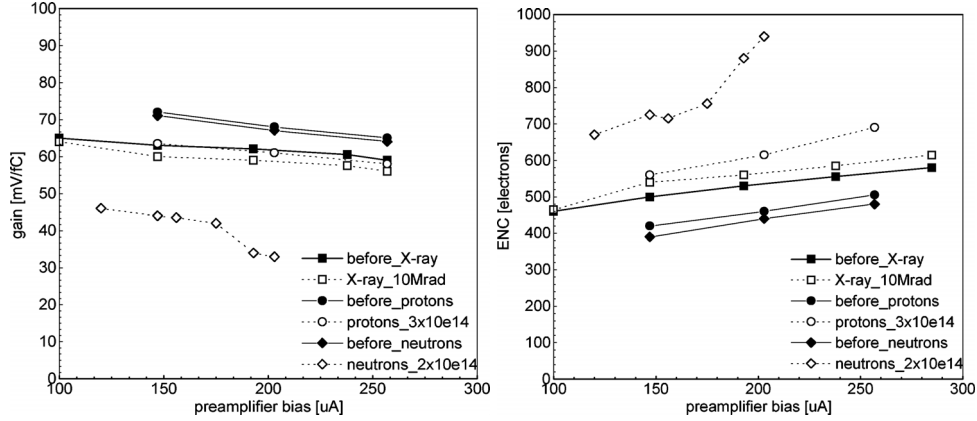 100
90
80
70
60
50
40
30
20
10
0
gain [mV/fC]
before_X-ray
X-ray_10Mrad
before_protons
protons_3x10e14
before_neutrons
neutrons_2x10e14
100 150 200 250 300
preamplifier bias [uA]
1000
900
800
700
600
500
400
300
200
100
0
ENC [electrons]
before_X-ray
X-ray_10Mrad
before_protons
protons_3x10e14
before_neutrons
neutrons_2x10e14
100 150 200 250 300
preamplifier bias [uA]